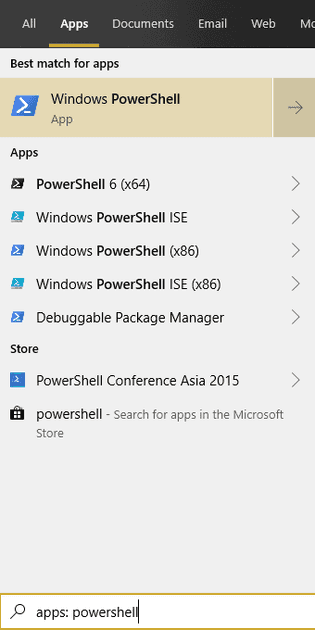 All Apps Documents Email Web Mo
Best match for apps
Windows PowerShell
App
Apps
PowerShell 6 (x64)
Windows PowerShell ISE
Windows PowerShell (x86)
Windows PowerShell ISE (x86)
Debuggable Package Manager
Store
PowerShell Conference Asia 2015
powershell - Search for apps in the Microsoft
Store
apps: powershell